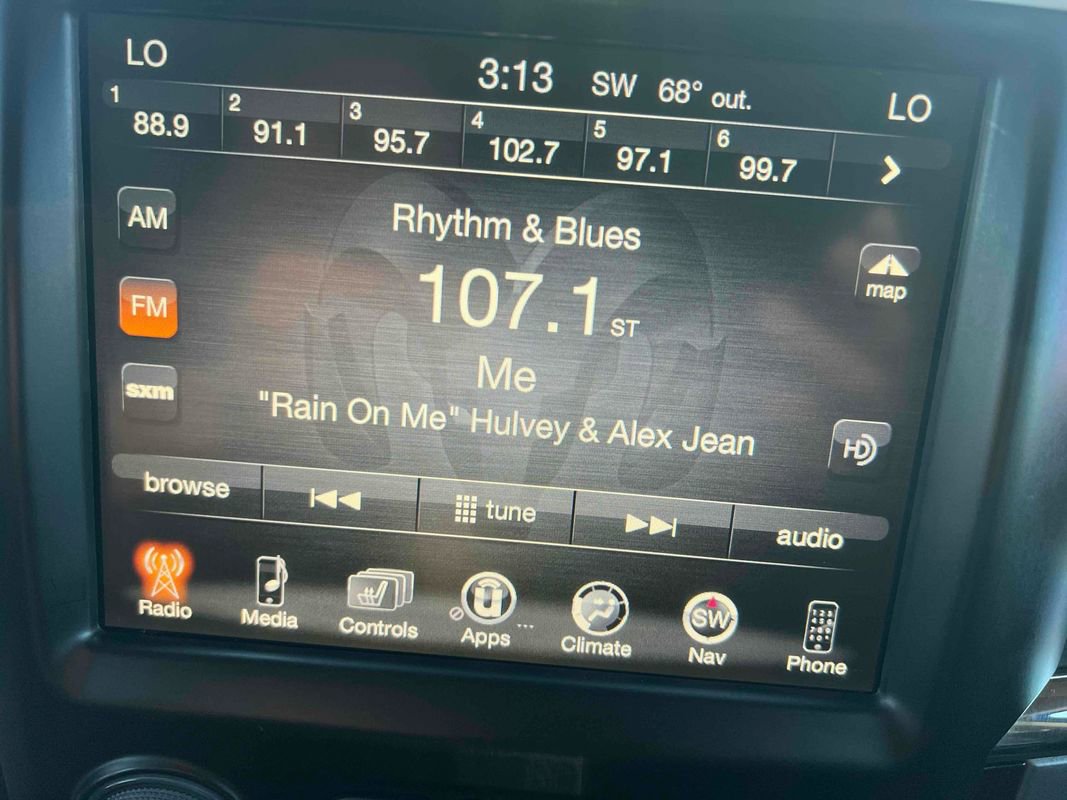 LO 3:13 SW 68° out. LO
1 88.9 2 91.1 3 95.7 4 102.7 5 97.1 6 99.7
AM
Rhythm & Blues
map
107.1 ST
FM
Me
sxm
"Rain On Me" Hulvey & Alex Jean
HD
browse tune audio
Radio Media Controls Apps ... Climate SW Nav Phone